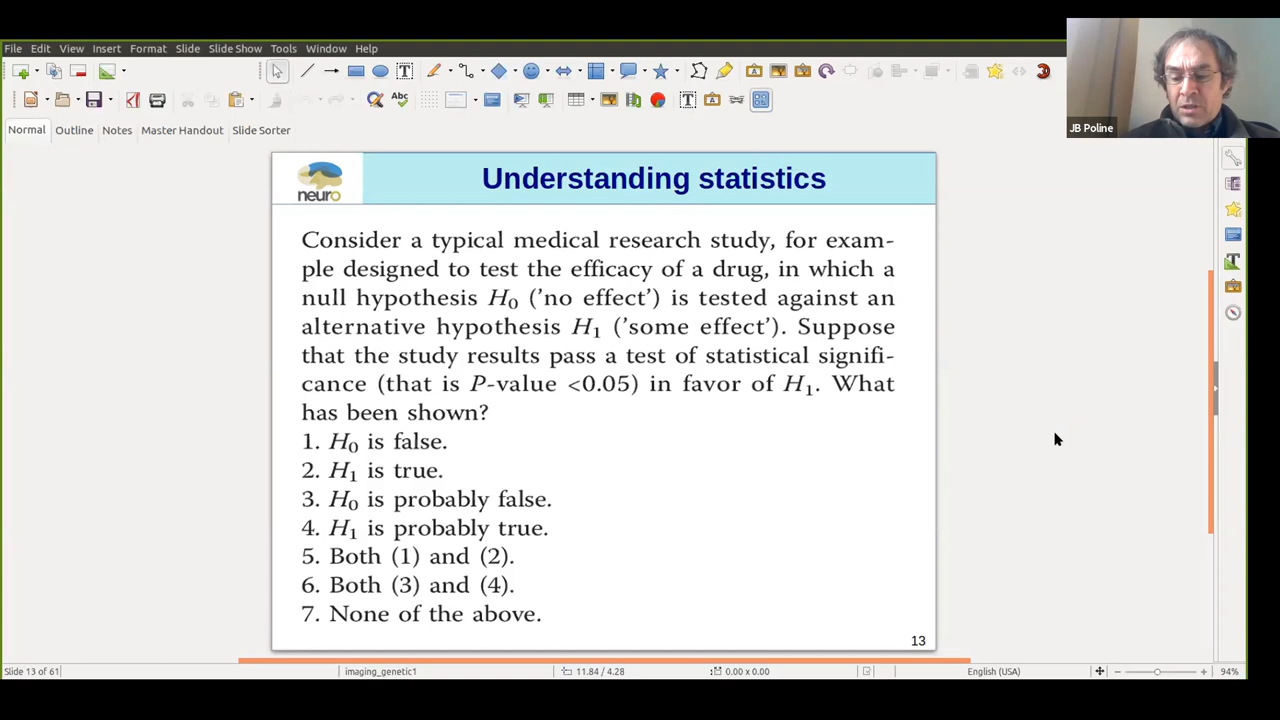 File Edit View Insert Format Slide Slide Show Tools Window Help
Abc
Normal Outline Notes Master Handout Slide Sorter
JB Poline
neuro
Understanding statistics
Consider a typical medical research study, for exam-
ple designed to test the efficacy of a drug, in which a
null hypothesis H₀ ('no effect') is tested against an
alternative hypothesis H₁ ('some effect'). Suppose
that the study results pass a test of statistical signifi-
cance (that is P-value <0.05) in favor of H₁. What
has been shown?
1. H₀ is false.
2. H₁ is true.
3. H₀ is probably false.
4. H₁ is probably true.
5. Both (1) and (2).
6. Both (3) and (4).
7. None of the above.
13
Slide 13 of 61 imaging_genetic1 11.84 / 4.28 0.00 x 0.00 English (USA) 94%